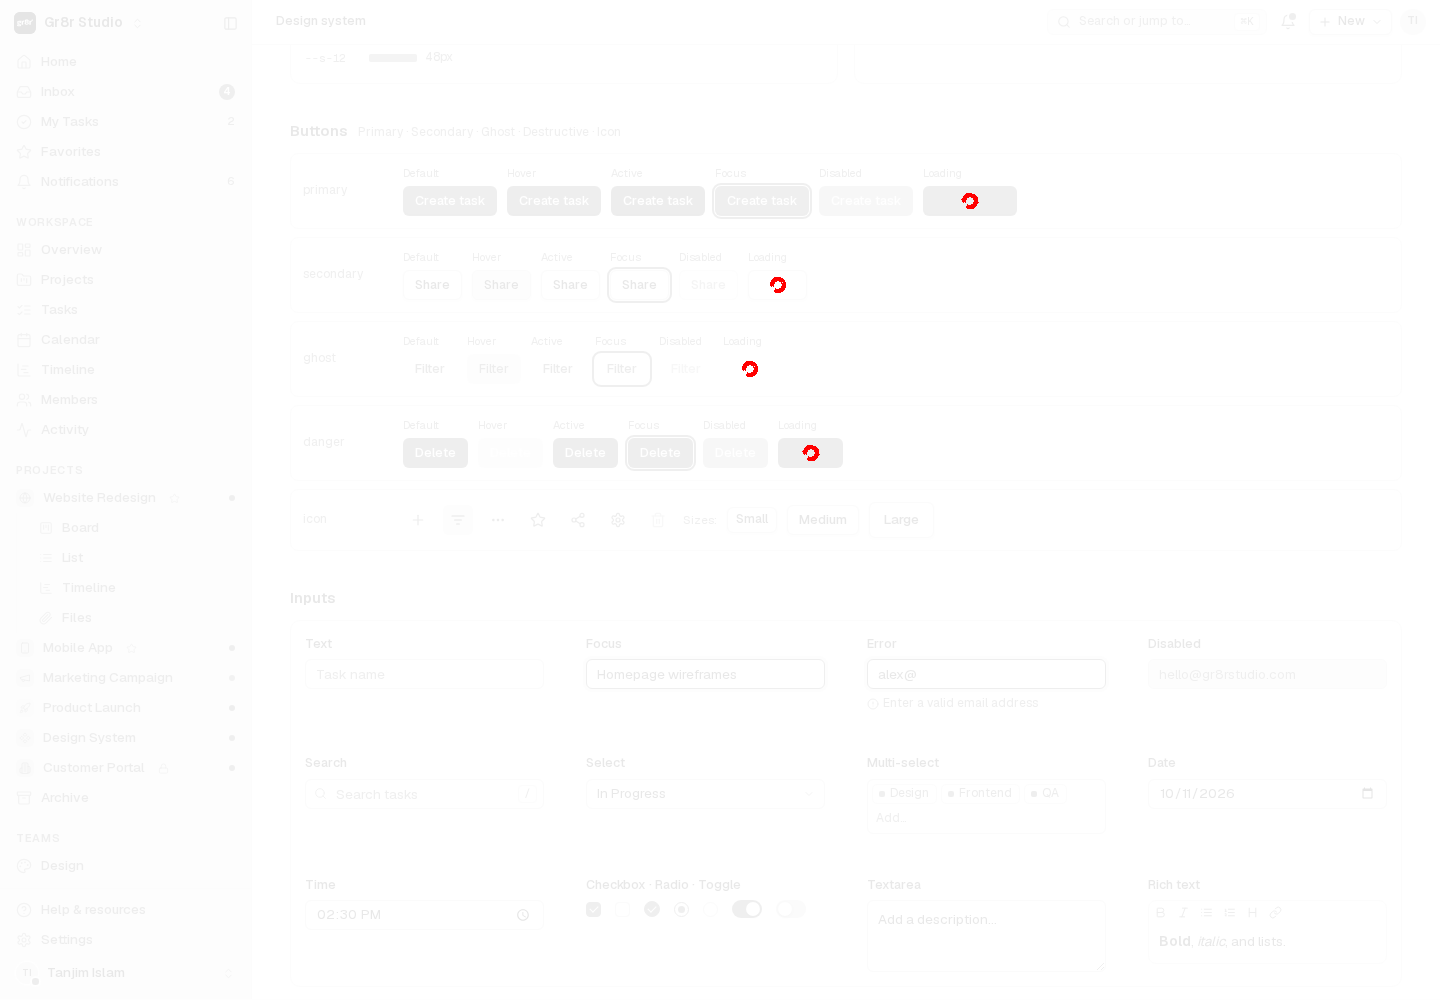 gr8r Gr8r Studio
Home
Inbox 4
My Tasks 2
Favorites
Notifications 6
WORKSPACE
Overview
Projects
Tasks
Calendar
Timeline
Members
Activity
PROJECTS
Website Redesign
Board
List
Timeline
Files
Mobile App
Marketing Campaign
Product Launch
Design System
Customer Portal
Archive
TEAMS
Design
Help & resources
Settings
TI Tanjim Islam
Design system Search or jump to... ⌘K New TI
--s-12 48px
Buttons Primary · Secondary · Ghost · Destructive · Icon
Default Hover Active Focus Disabled Loading
primary Create task Create task Create task Create task Create task
Default Hover Active Focus Disabled Loading
secondary Share Share Share Share Share
Default Hover Active Focus Disabled Loading
ghost Filter Filter Filter Filter Filter
Default Hover Active Focus Disabled Loading
danger Delete Delete Delete Delete
icon Sizes: Small Medium Large
Inputs
Text Focus Error Disabled
Task name Homepage wireframes alex@ hello@gr8rstudio.com
Enter a valid email address
Search Select Multi-select Date
Search tasks / In Progress Design Frontend QA 10/11/2026
Add...
Time Checkbox · Radio · Toggle Textarea Rich text
02:30 PM Add a description... B I H
Bold, italic, and lists.